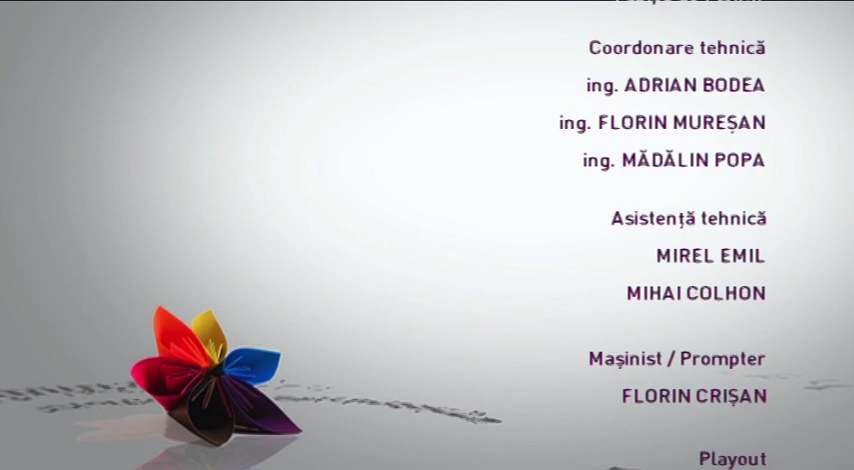 Coordonare tehnică
ing. ADRIAN BODEA
ing. FLORIN MUREȘAN
ing. MĂDĂLIN POPA
Asistență tehnică
MIREL EMIL
MIHAI COLHON
Mașinist / Prompter
FLORIN CRIȘAN
Playout